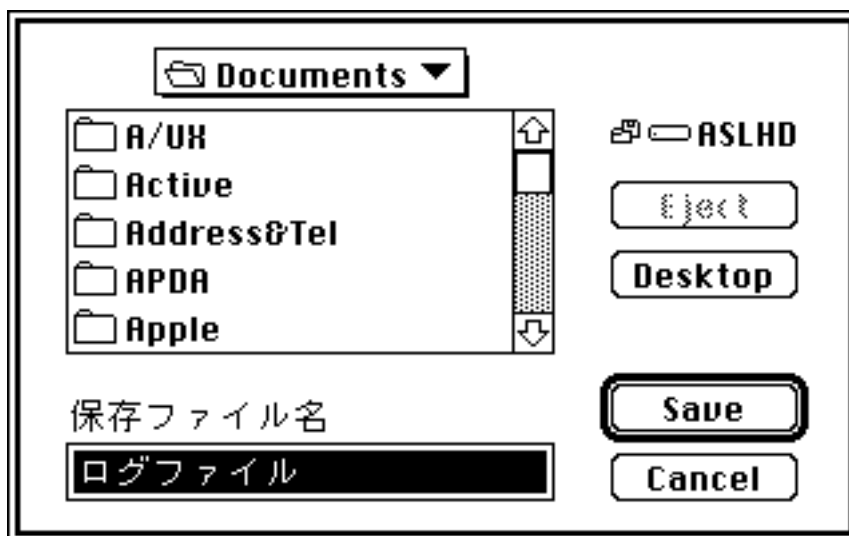 Documents
A/UX
Active
Address&Tel
APDA
Apple
ASLHD
Eject
Desktop
保存ファイル名
ログファイル
Save
Cancel